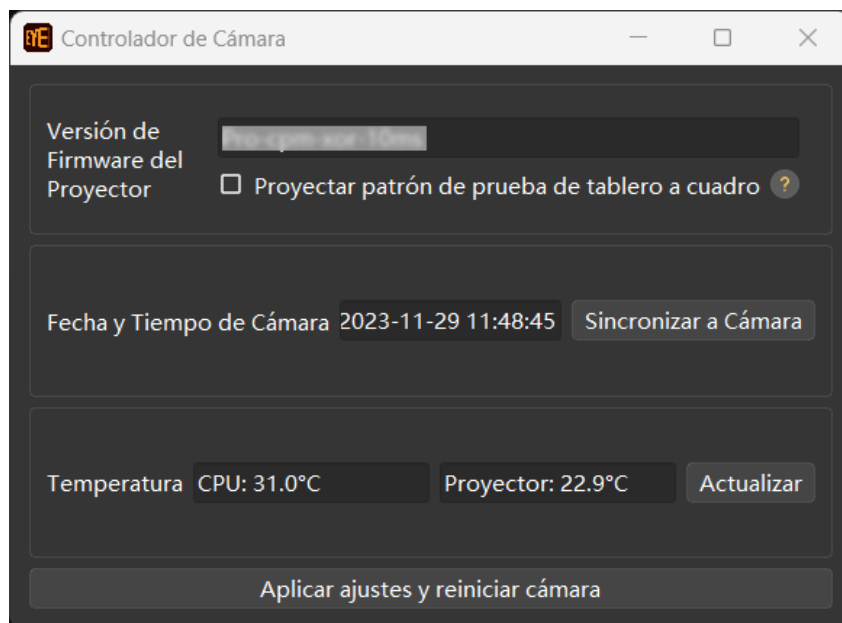 EYE Controlador de Cámara
Versión de
Firmware del
Proyector
Proyectar patrón de prueba de tablero a cuadro ?
Fecha y Tiempo de Cámara 2023-11-29 11:48:45 Sincronizar a Cámara
Temperatura CPU: 31.0°C Proyector: 22.9°C Actualizar
Aplicar ajustes y reiniciar cámara